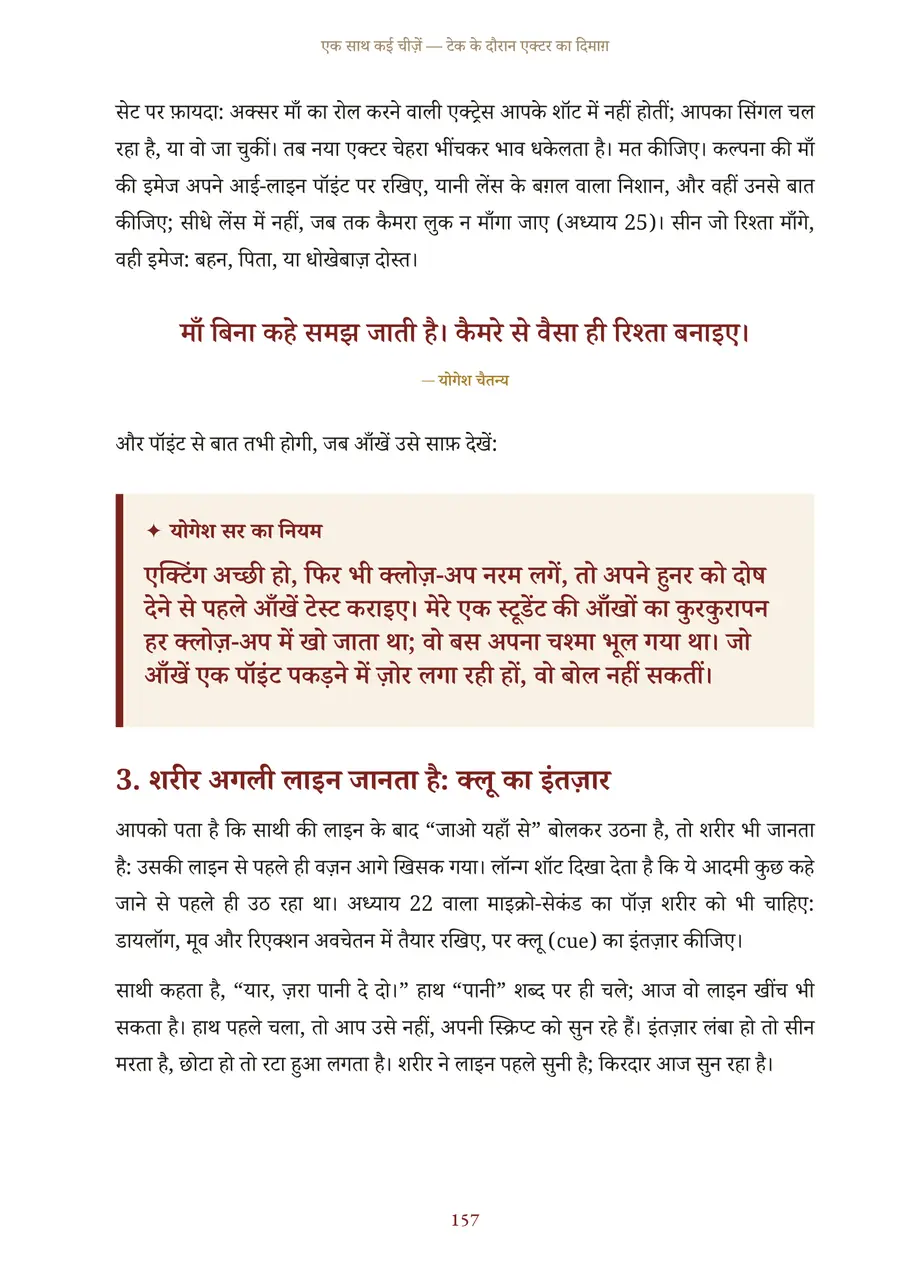 एक साथ कई चीज़ें — टेक के दौरान एक्टर का दिमाग़
सेट पर फ़ायदा: अक्सर माँ का रोल करने वाली एक्ट्रेस आपके शॉट में नहीं होतीं; आपका सिंगल चल
रहा है, या वो जा चुकीं। तब नया एक्टर चेहरा भींचकर भाव धकेलता है। मत कीजिए। कल्पना की माँ
की इमेज अपने आई-लाइन पॉइंट पर रखिए, यानी लेंस के बग़ल वाला निशान, और वहीं उनसे बात
कीजिए; सीधे लेंस में नहीं, जब तक कैमरा लुक न माँगा जाए (अध्याय 25)। सीन जो रिश्ता माँगे,
वही इमेज: बहन, पिता, या धोखेबाज़ दोस्त।
माँ बिना कहे समझ जाती है। कैमरे से वैसा ही रिश्ता बनाइए।
— योगेश चैतन्य
और पॉइंट से बात तभी होगी, जब आँखें उसे साफ़ देखें:
✦ योगेश सर का नियम
एक्टिंग अच्छी हो, फिर भी क्लोज़-अप नरम लगें, तो अपने हुनर को दोष
देने से पहले आँखें टेस्ट कराइए। मेरे एक स्टूडेंट की आँखों का कुरकुरापन
हर क्लोज़-अप में खो जाता था; वो बस अपना चश्मा भूल गया था। जो
आँखें एक पॉइंट पकड़ने में ज़ोर लगा रही हों, वो बोल नहीं सकतीं।
3. शरीर अगली लाइन जानता है: क्लू का इंतज़ार
आपको पता है कि साथी की लाइन के बाद “जाओ यहाँ से” बोलकर उठना है, तो शरीर भी जानता
है: उसकी लाइन से पहले ही वज़न आगे खिसक गया। लॉन्ग शॉट दिखा देता है कि ये आदमी कुछ कहे
जाने से पहले ही उठ रहा था। अध्याय 22 वाला माइक्रो-सेकंड का पॉज़ शरीर को भी चाहिए:
डायलॉग, मूव और रिएक्शन अवचेतन में तैयार रखिए, पर क्लू (cue) का इंतज़ार कीजिए।
साथी कहता है, “यार, ज़रा पानी दे दो।” हाथ “पानी” शब्द पर ही चले; आज वो लाइन खींच भी
सकता है। हाथ पहले चला, तो आप उसे नहीं, अपनी स्क्रिप्ट को सुन रहे हैं। इंतज़ार लंबा हो तो सीन
मरता है, छोटा हो तो रटा हुआ लगता है। शरीर ने लाइन पहले सुनी है; किरदार आज सुन रहा है।
157